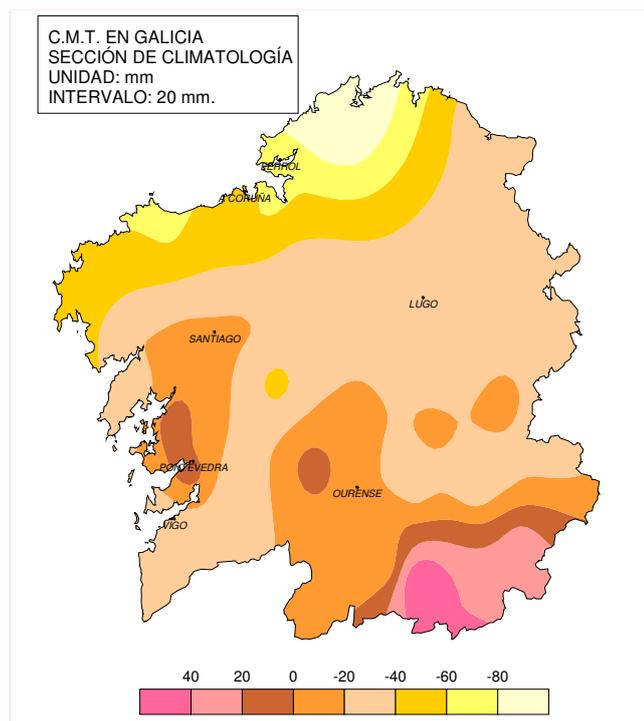 C.M.T. EN GALICIA
SECCIÓN DE CLIMATOLOGÍA
UNIDAD: mm
INTERVALO: 20 mm.
FERROL
A CORUÑA
LUGO
SANTIAGO
PONTEVEDRA
OURENSE
VIGO
40 20 0 -20 -40 -60 -80